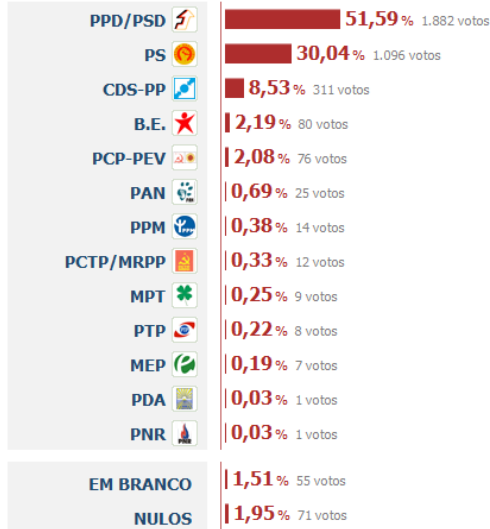 PPD/PSD 51,59 % 1.882 votos
PS 30,04 % 1.096 votos
CDS-PP 8,53 % 311 votos
B.E. 2,19 % 80 votos
PCP-PEV 2,08 % 76 votos
PAN 0,69 % 25 votos
PPM 0,38 % 14 votos
PCTP/MRPP 0,33 % 12 votos
MPT 0,25 % 9 votos
PTP 0,22 % 8 votos
MEP 0,19 % 7 votos
PDA 0,03 % 1 votos
PNR 0,03 % 1 votos
EM BRANCO 1,51 % 55 votos
NULOS 1,95 % 71 votos